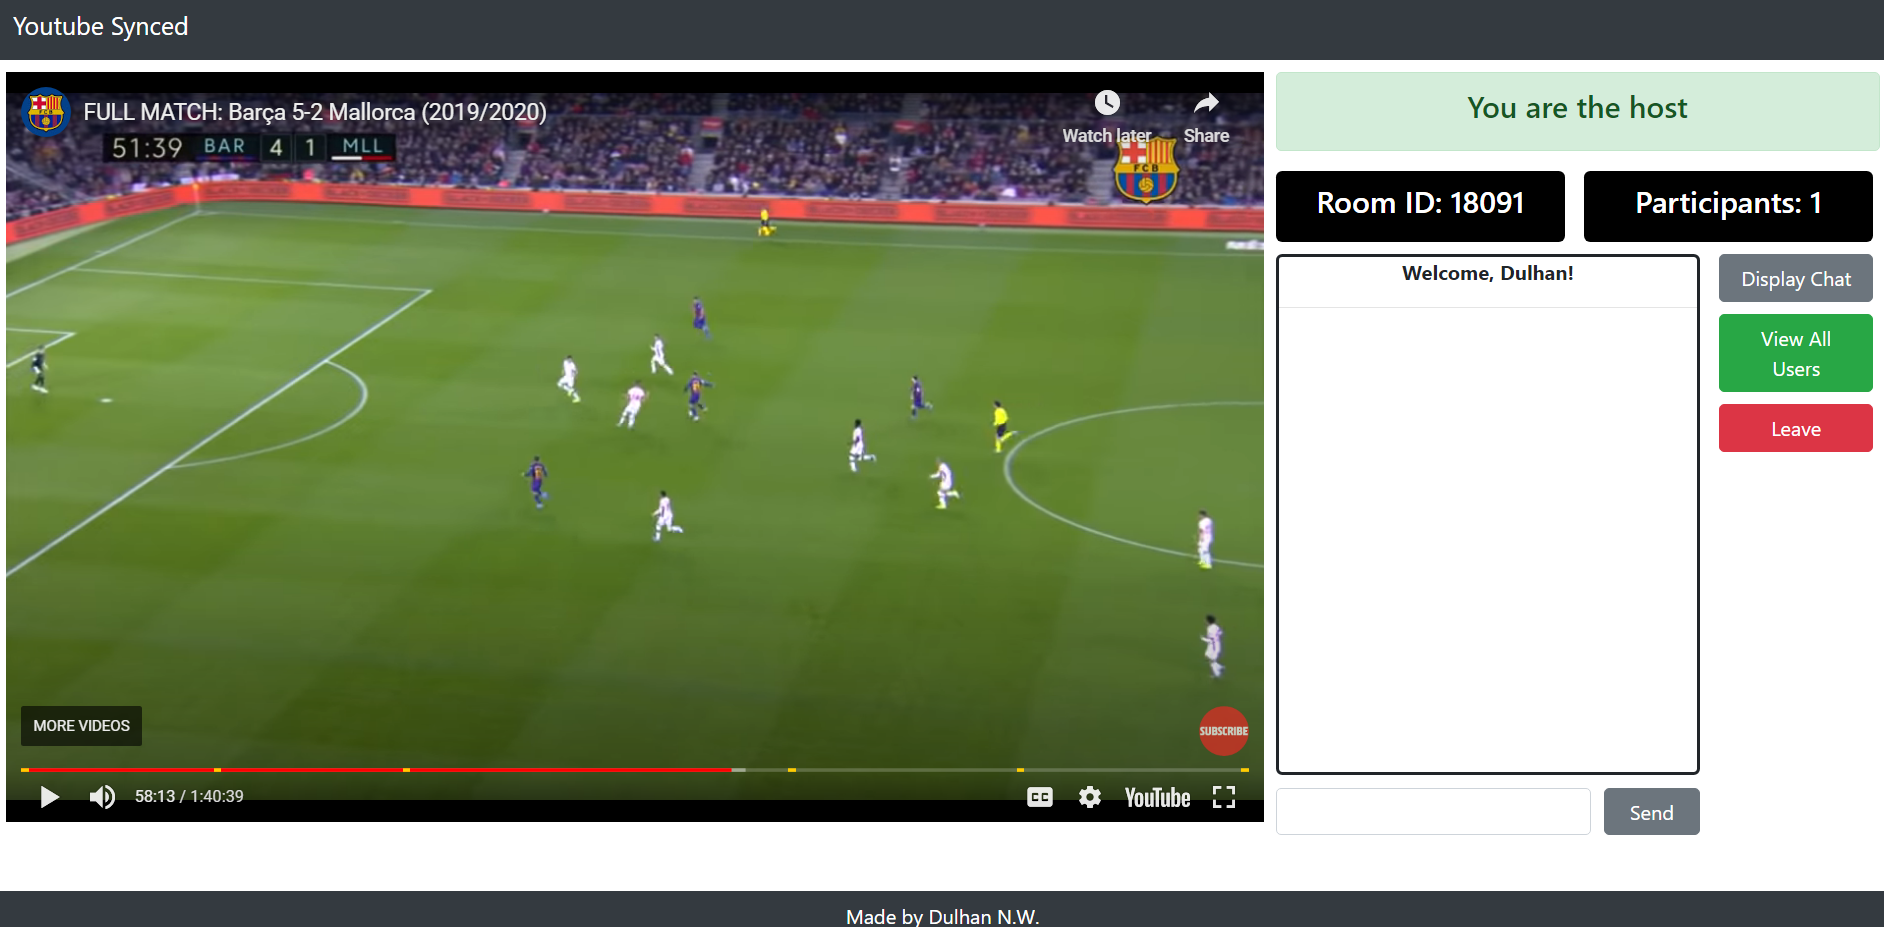 Youtube Synced
FULL MATCH: Barça 5-2 Mallorca (2019/2020)
Watch later
Share
51:39 BAR 4 1 MLL
FCB
MORE VIDEOS
SUBSCRIBE
58:13 / 1:40:39
CC
YouTube
You are the host
Room ID: 18091
Participants: 1
Welcome, Dulhan!
Display Chat
View All
Users
Leave
Send
Made by Dulhan N.W.